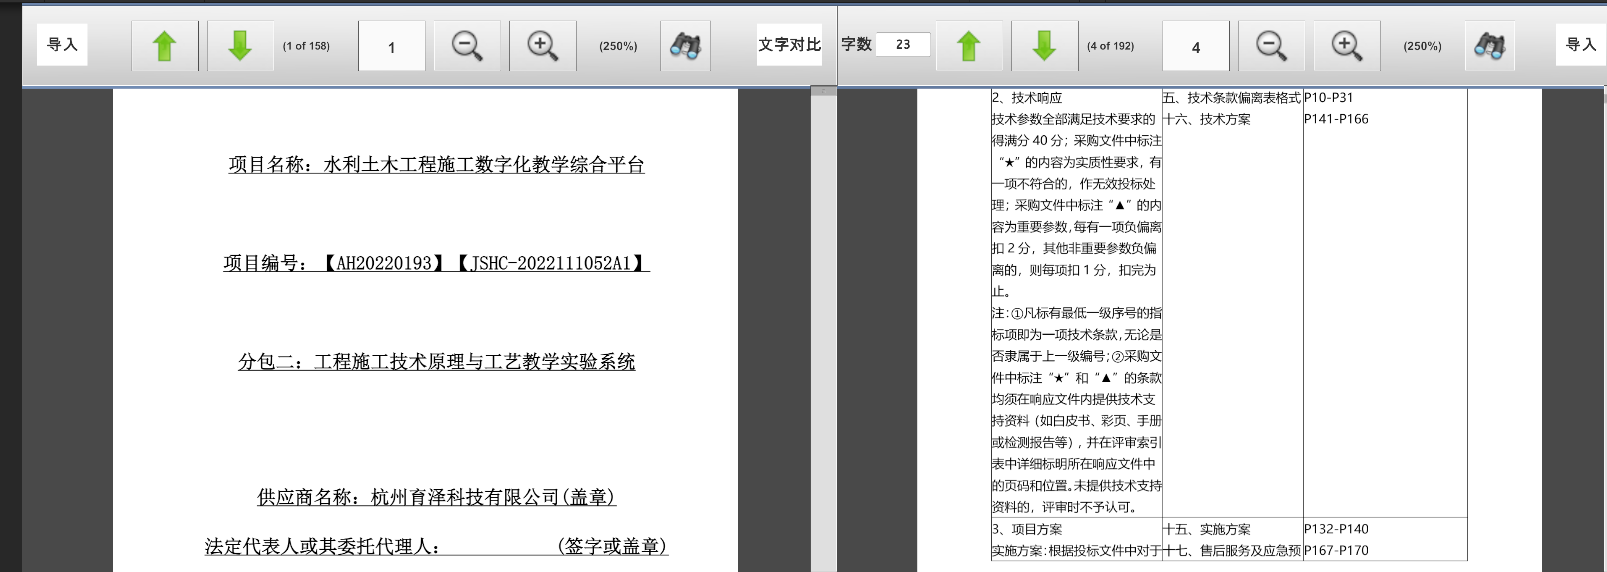 导入
(1 of 158)
1
(250%)
文字对比
字数
23
(4 of 192)
4
(250%)
导入
项目名称：水利土木工程施工数字化教学综合平台
项目编号：【AH20220193】【JSHC-2022111052A1】
分包二：工程施工技术原理与工艺教学实验系统
供应商名称：杭州育泽科技有限公司(盖章)
法定代表人或其委托代理人： (签字或盖章)
2、技术响应
技术参数全部满足技术要求的
得满分 40 分；采购文件中标注
“★”的内容为实质性要求，有
一项不符合的，作无效投标处
理；采购文件中标注“▲”的内
容为重要参数，每有一项负偏离
扣 2 分，其他非重要参数负偏
离的，则每项扣 1 分，扣完为
止。
注：①凡标有最低一级序号的指
标项即为一项技术条款，无论是
否隶属于上一级编号；②采购文
件中标注“★”和“▲”的条款
均须在响应文件内提供技术支
持资料（如白皮书、彩页、手册
或检测报告等），并在评审索引
表中详细标明所在响应文件中
的页码和位置。未提供技术支持
资料的，评审时不予认可。
五、技术条款偏离表格式
十六、技术方案
P10-P31
P141-P166
3、项目方案
实施方案：根据投标文件中对于
十五、实施方案
十七、售后服务及应急预
P132-P140
P167-P170